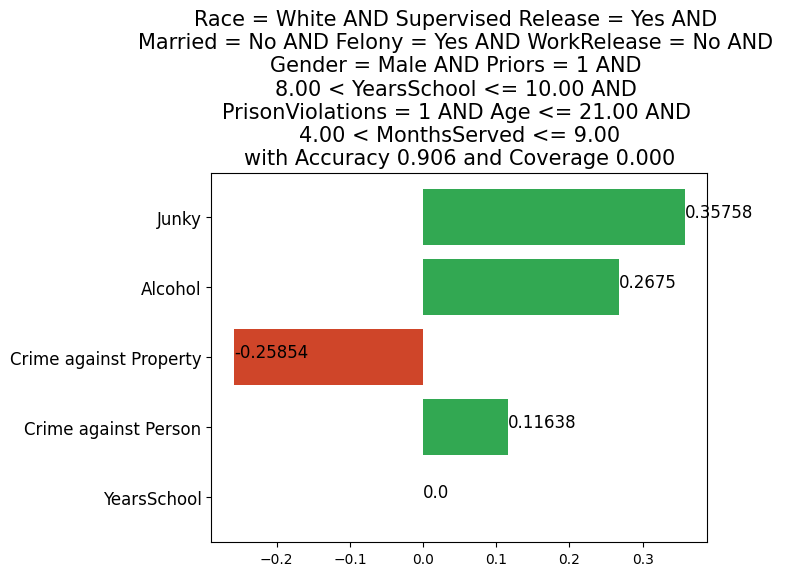 Race = White AND Supervised Release = Yes AND
Married = No AND Felony = Yes AND WorkRelease = No AND
Gender = Male AND Priors = 1 AND
8.00 < YearsSchool <= 10.00 AND
PrisonViolations = 1 AND Age <= 21.00 AND
4.00 < MonthsServed <= 9.00
with Accuracy 0.906 and Coverage 0.000
Junky 0.35758
Alcohol 0.2675
Crime against Property -0.25854
Crime against Person 0.11638
YearsSchool 0.0
−0.2 −0.1 0.0 0.1 0.2 0.3